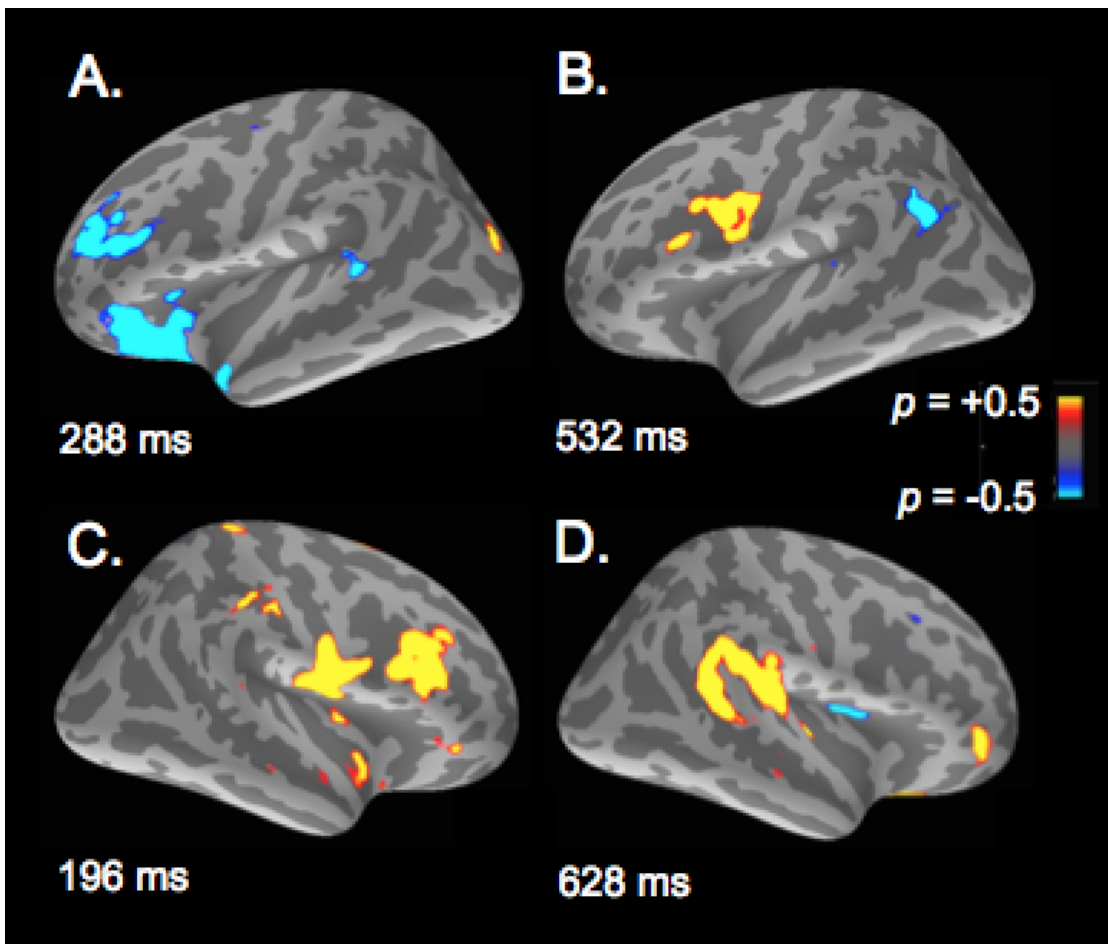 A.
B.
288 ms
532 ms
p = +0.5
p = -0.5
C.
D.
196 ms
628 ms